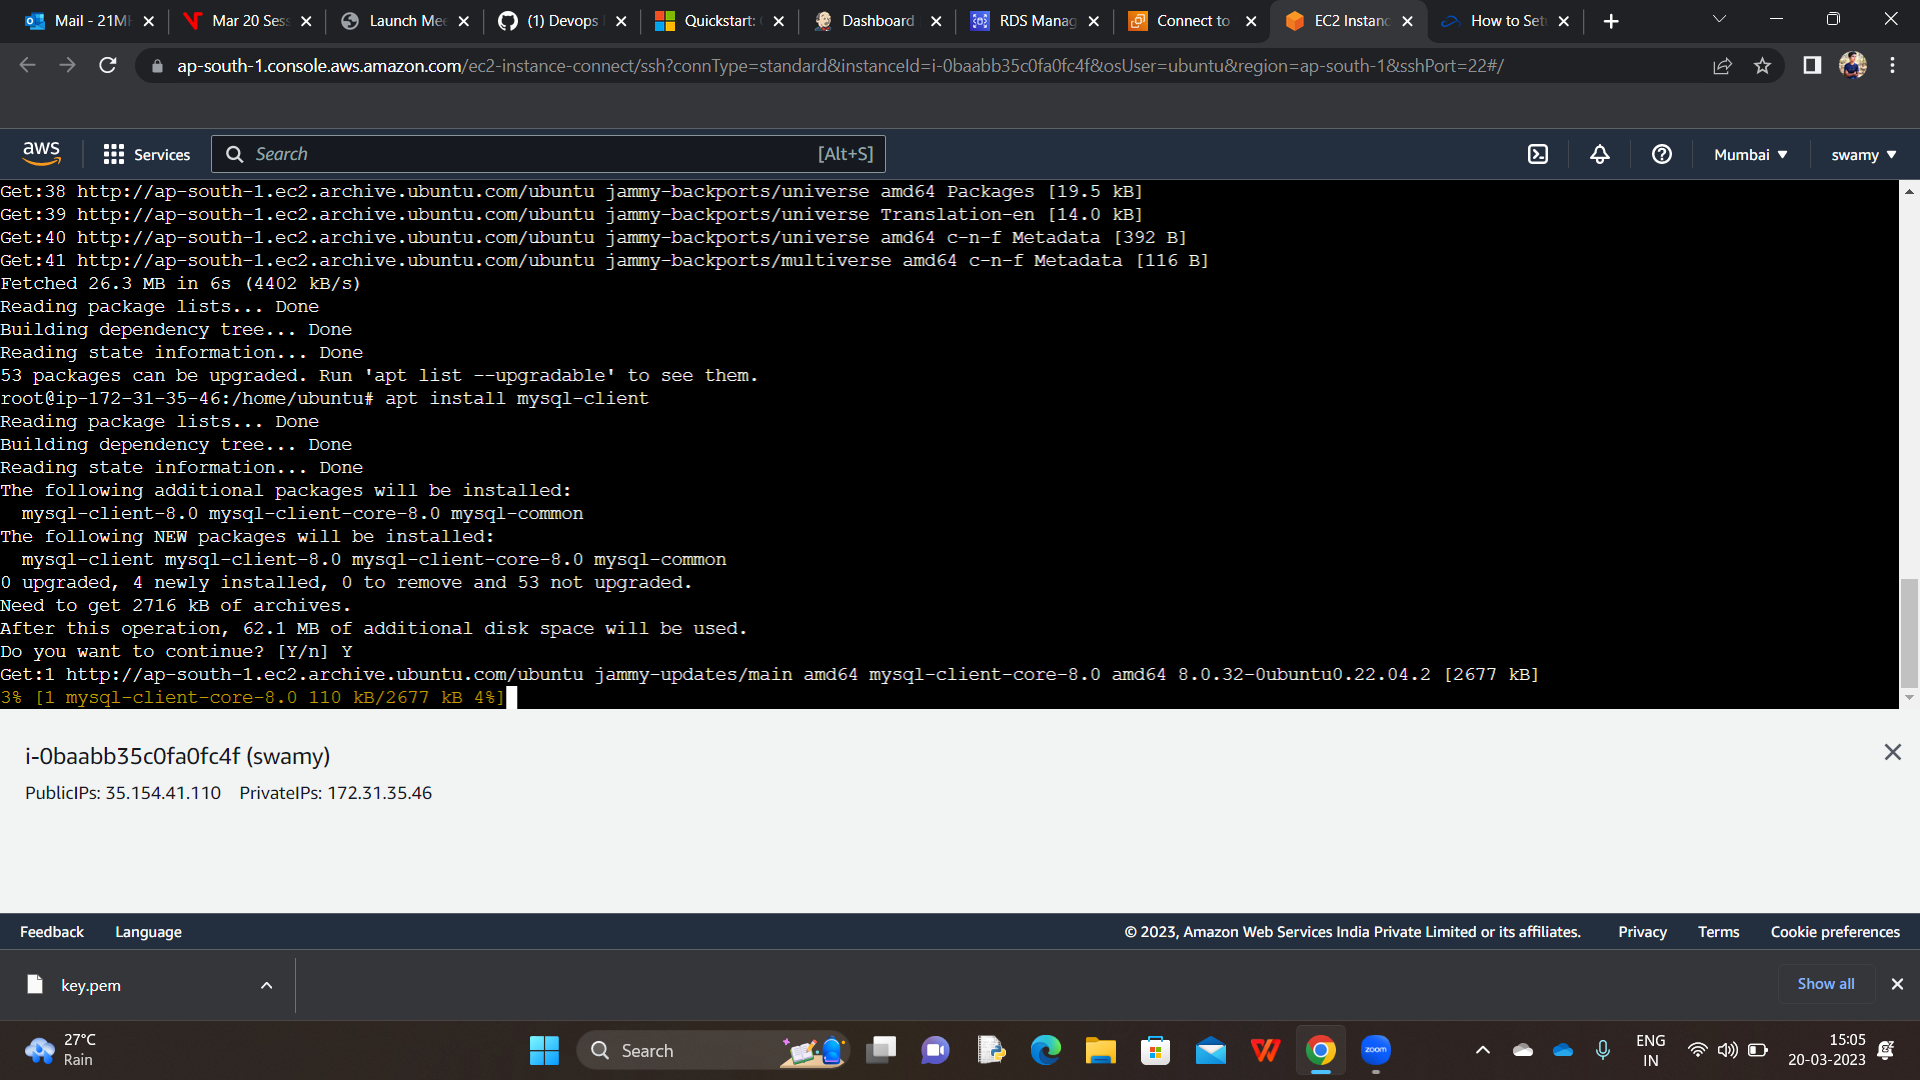 Mail - 21M
Mar 20 Ses
Launch Mee
(1) Devops
Quickstart:
Dashboard
RDS Manag
Connect to
EC2 Instanc
How to Set
ap-south-1.console.aws.amazon.com/ec2-instance-connect/ssh?connType=standard&instanceId=i-0baabb35c0fa0fc4f&osUser=ubuntu&region=ap-south-1&sshPort=22#/
aws
Services
Search
[Alt+S]
Mumbai
swamy
Get:38 http://ap-south-1.ec2.archive.ubuntu.com/ubuntu jammy-backports/universe amd64 Packages [19.5 kB]
Get:39 http://ap-south-1.ec2.archive.ubuntu.com/ubuntu jammy-backports/universe Translation-en [14.0 kB]
Get:40 http://ap-south-1.ec2.archive.ubuntu.com/ubuntu jammy-backports/universe amd64 c-n-f Metadata [392 B]
Get:41 http://ap-south-1.ec2.archive.ubuntu.com/ubuntu jammy-backports/multiverse amd64 c-n-f Metadata [116 B]
Fetched 26.3 MB in 6s (4402 kB/s)
Reading package lists... Done
Building dependency tree... Done
Reading state information... Done
53 packages can be upgraded. Run 'apt list --upgradable' to see them.
root@ip-172-31-35-46:/home/ubuntu# apt install mysql-client
Reading package lists... Done
Building dependency tree... Done
Reading state information... Done
The following additional packages will be installed:
mysql-client-8.0 mysql-client-core-8.0 mysql-common
The following NEW packages will be installed:
mysql-client mysql-client-8.0 mysql-client-core-8.0 mysql-common
0 upgraded, 4 newly installed, 0 to remove and 53 not upgraded.
Need to get 2716 kB of archives.
After this operation, 62.1 MB of additional disk space will be used.
Do you want to continue? [Y/n] Y
Get:1 http://ap-south-1.ec2.archive.ubuntu.com/ubuntu jammy-updates/main amd64 mysql-client-core-8.0 amd64 8.0.32-0ubuntu0.22.04.2 [2677 kB]
3% [1 mysql-client-core-8.0 110 kB/2677 kB 4%]
i-0baabb35c0fa0fc4f (swamy)
PublicIPs: 35.154.41.110 PrivateIPs: 172.31.35.46
Feedback
Language
© 2023, Amazon Web Services India Private Limited or its affiliates.
Privacy
Terms
Cookie preferences
key.pem
Show all
27°C
Rain
Search
zoom
ENG
IN
15:05
20-03-2023